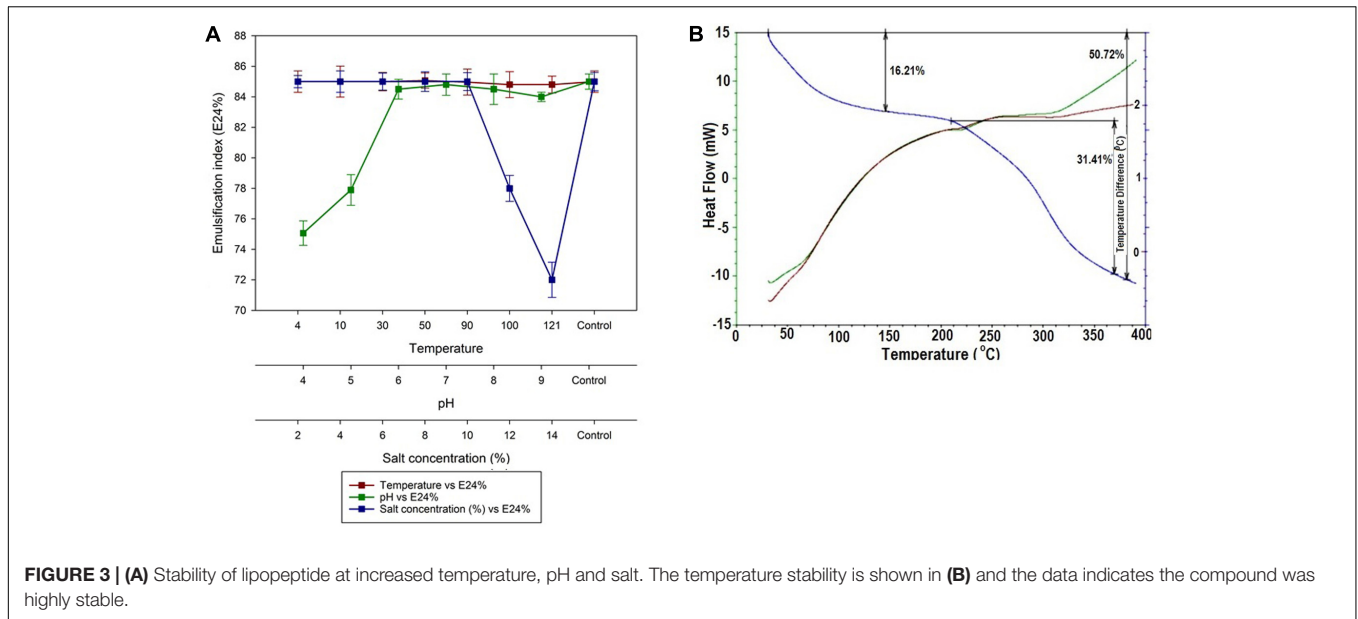 A
88
86
84
82
80
78
76
74
72
70
Emulsification index (E24%)
4 10 30 50 90 100 121 Control
Temperature
4 5 6 7 8 9 Control
pH
2 4 6 8 10 12 14 Control
Salt concentration (%)
Temperature vs E24%
pH vs E24%
Salt concentration (%) vs E24%
B
15
10
5
0
-5
-10
-15
Heat Flow (mW)
16.21%
50.72%
31.41%
2
1
0
Temperature Difference (°C)
0 50 100 150 200 250 300 350 400
Temperature (°C)
FIGURE 3 | (A) Stability of lipopeptide at increased temperature, pH and salt. The temperature stability is shown in (B) and the data indicates the compound was
highly stable.